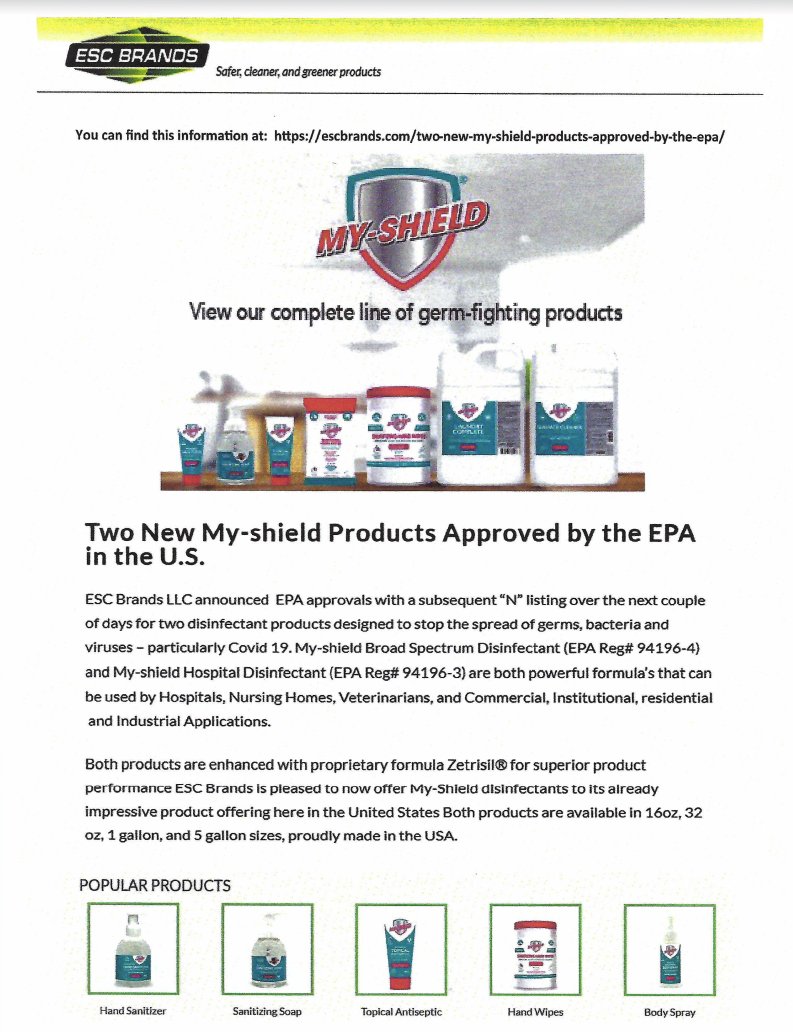 ESC BRANDS
Safer, cleaner, and greener products
You can find this information at: https://escbrands.com/two-new-my-shield-products-approved-by-the-epa/
MY-SHIELD®
View our complete line of germ-fighting products
LAUNDRY
COMPLETE
SURFACE CLEANER
SANITIZING HAND WIPES
Two New My-shield Products Approved by the EPA
in the U.S.
ESC Brands LLC announced EPA approvals with a subsequent “N” listing over the next couple
of days for two disinfectant products designed to stop the spread of germs, bacteria and
viruses – particularly Covid 19. My-shield Broad Spectrum Disinfectant (EPA Reg# 94196-4)
and My-shield Hospital Disinfectant (EPA Reg# 94196-3) are both powerful formula's that can
be used by Hospitals, Nursing Homes, Veterinarians, and Commercial, Institutional, residential
and Industrial Applications.
Both products are enhanced with proprietary formula Zetrisil® for superior product
performance ESC Brands is pleased to now offer My-Shield disinfectants to its already
impressive product offering here in the United States Both products are available in 16oz, 32
oz, 1 gallon, and 5 gallon sizes, proudly made in the USA.
POPULAR PRODUCTS
TOPICAL
Hand Sanitizer
Sanitizing Soap
Topical Antiseptic
Hand Wipes
Body Spray